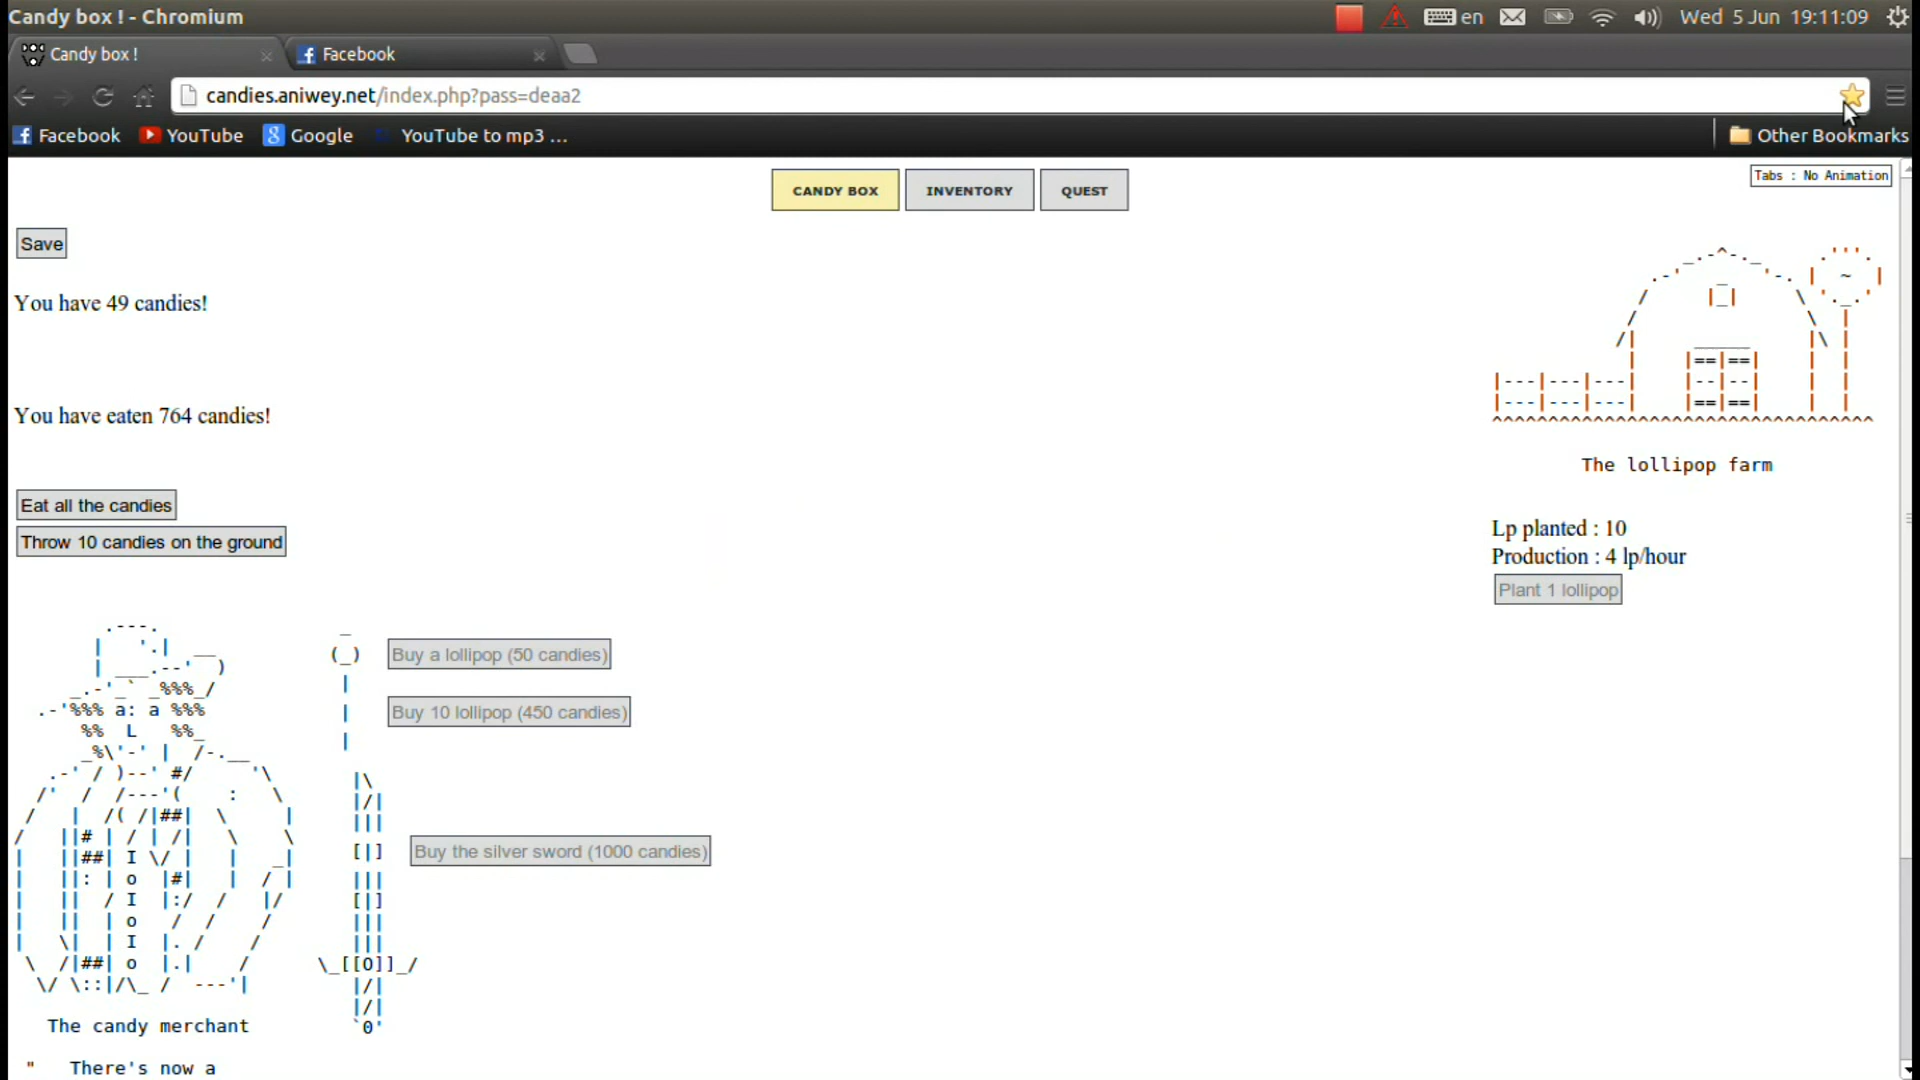 Candy box ! - Chromium
en
Wed 5 Jun 19:11:09
Candy box !
Facebook
candies.aniwey.net/index.php?pass=deaa2
Facebook
YouTube
Google
YouTube to mp3 ...
Other Bookmarks
CANDY BOX
INVENTORY
QUEST
Tabs : No Animation
Save
You have 49 candies!
You have eaten 764 candies!
Eat all the candies
Throw 10 candies on the ground
The lollipop farm
Lp planted : 10
Production : 4 lp/hour
Plant 1 lollipop
Buy a lollipop (50 candies)
Buy 10 lollipop (450 candies)
Buy the silver sword (1000 candies)
The candy merchant
" There's now a